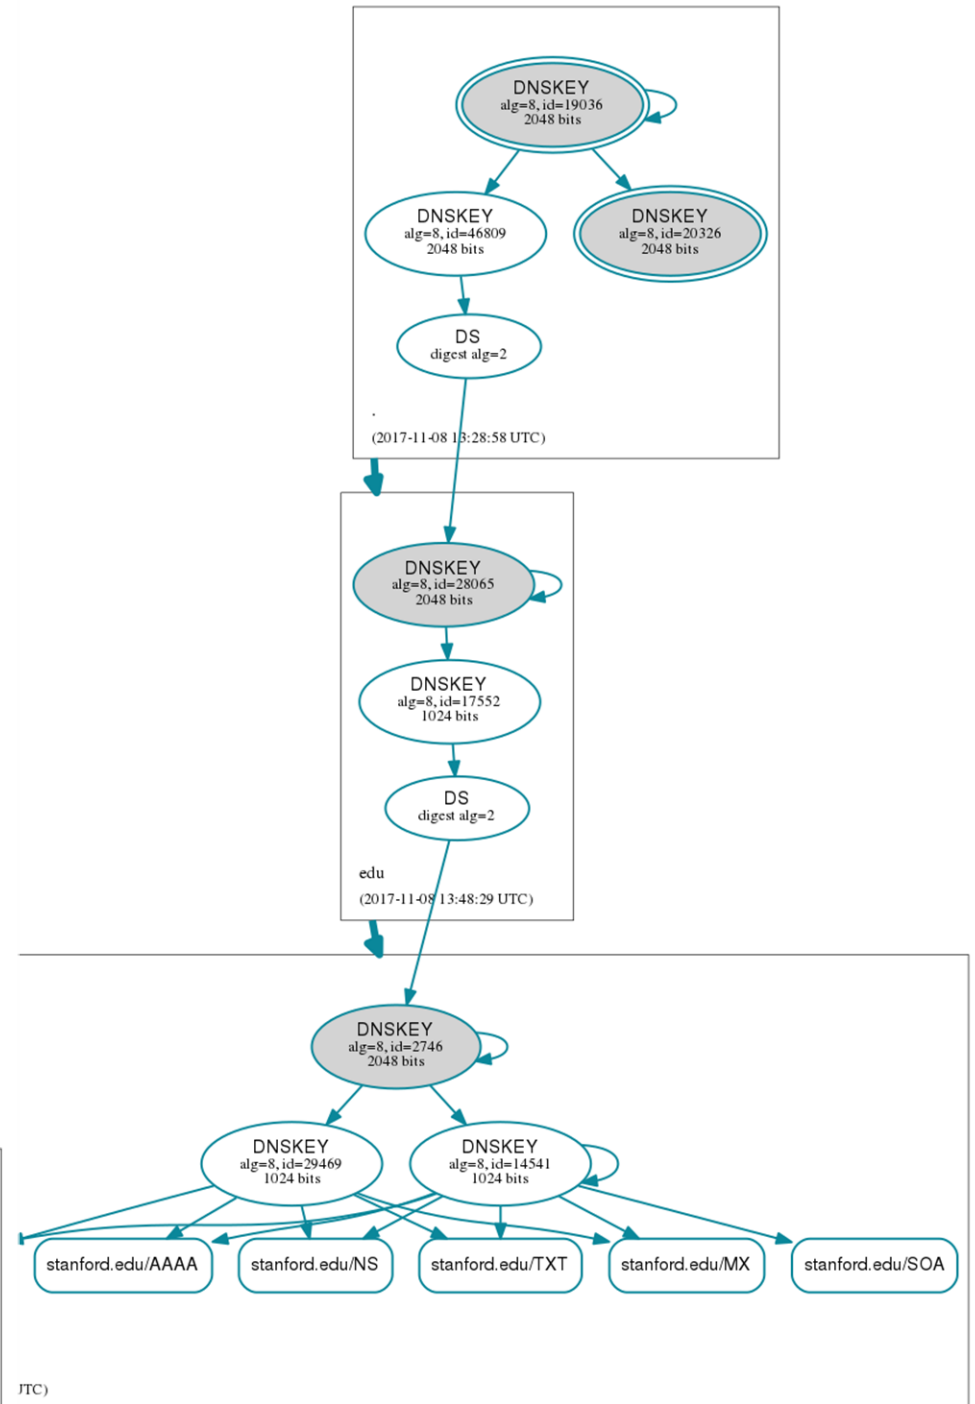 DNSKEY
alg=8, id=19036
2048 bits
DNSKEY
alg=8, id=46809
2048 bits
DNSKEY
alg=8, id=20326
2048 bits
DS
digest alg=2
.
(2017-11-08 13:28:58 UTC)
DNSKEY
alg=8, id=28065
2048 bits
DNSKEY
alg=8, id=17552
1024 bits
DS
digest alg=2
edu
(2017-11-08 13:48:29 UTC)
DNSKEY
alg=8, id=2746
2048 bits
DNSKEY
alg=8, id=29469
1024 bits
DNSKEY
alg=8, id=14541
1024 bits
stanford.edu/AAAA
stanford.edu/NS
stanford.edu/TXT
stanford.edu/MX
stanford.edu/SOA
UTC)